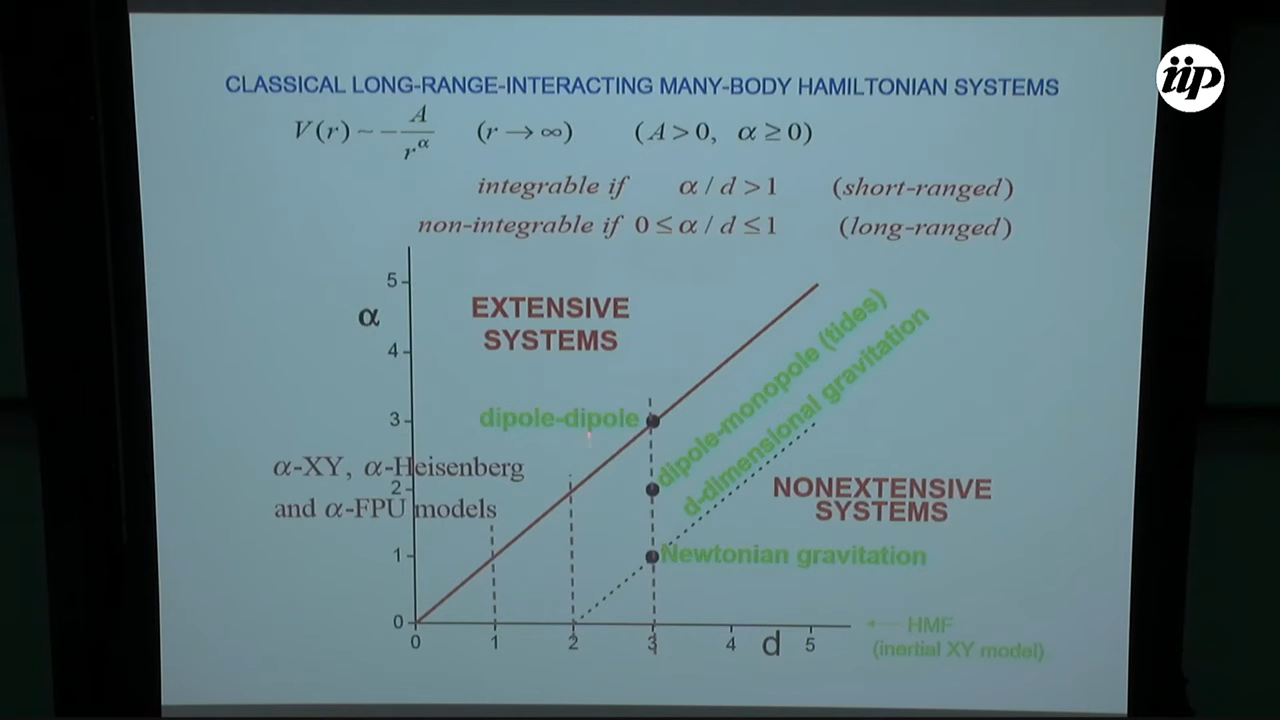 iip
CLASSICAL LONG-RANGE-INTERACTING MANY-BODY HAMILTONIAN SYSTEMS
V(r) ~ − A / r^α (r → ∞) (A > 0, α ≥ 0)
integrable if α / d > 1 (short-ranged)
non-integrable if 0 ≤ α / d ≤ 1 (long-ranged)
5
α
EXTENSIVE
SYSTEMS
4
dipole-monopole (tides)
d-dimensional gravitation
3
dipole-dipole
α-XY, α-Heisenberg
2
and α-FPU models
NONEXTENSIVE
SYSTEMS
1
Newtonian gravitation
0
HMF
(inertial XY model)
0 1 2 3 4 d 5